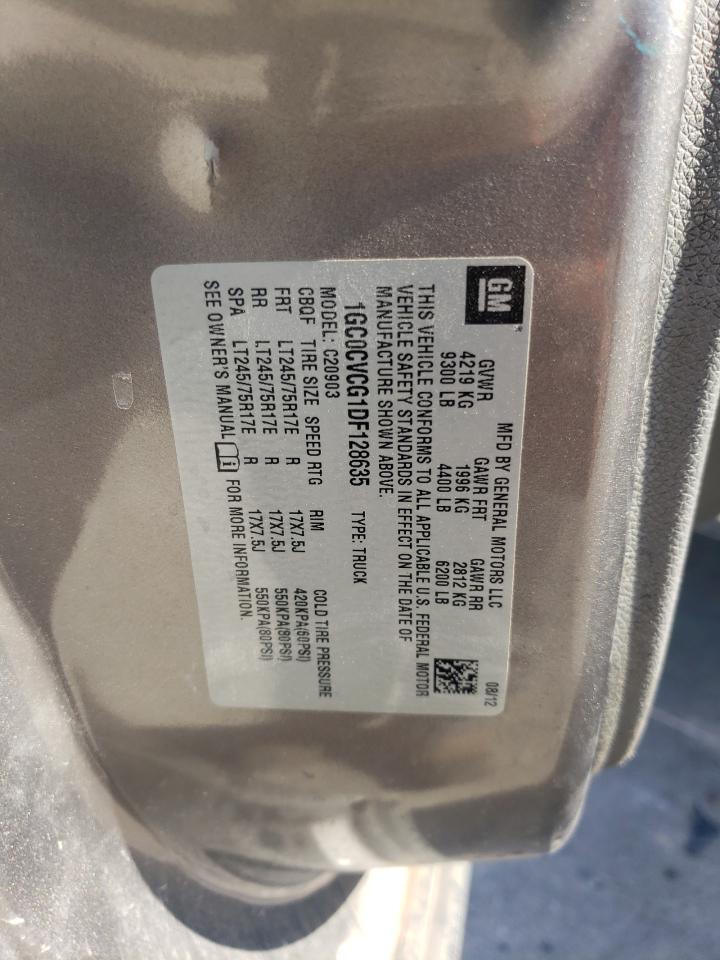 GM
MFD BY GENERAL MOTORS LLC 08/12
GVWR GAWR FRT GAWR RR
4219 KG 1996 KG 2812 KG
9300 LB 4400 LB 6200 LB
THIS VEHICLE CONFORMS TO ALL APPLICABLE U.S. FEDERAL MOTOR
VEHICLE SAFETY STANDARDS IN EFFECT ON THE DATE OF
MANUFACTURE SHOWN ABOVE.
1GC0CVCG1DF128635 TYPE: TRUCK
MODEL: C20903
CBQF TIRE SIZE SPEED RTG RIM COLD TIRE PRESSURE
FRT LT245/75R17E R 17X7.5J 420KPA(60PSI)
RR LT245/75R17E R 17X7.5J 550KPA(80PSI)
SPA LT245/75R17E R 17X7.5J 550KPA(80PSI)
SEE OWNER'S MANUAL i FOR MORE INFORMATION.